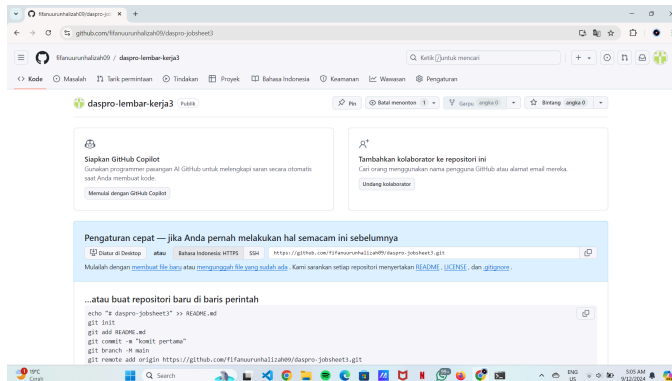 fifanuurunhalizah09/daspro-job
github.com/fifanuurunhalizah09/daspro-jobsheet3
fifanuurunhalizah09 / daspro-lembar-kerja3
Ketik / untuk mencari
Kode Masalah Tarik permintaan Tindakan Proyek Bahasa Indonesia Keamanan Wawasan Pengaturan
daspro-lembar-kerja3 Publik
Pin Batal menonton 1 Garpu angka0 Bintang angka0
Siapkan GitHub Copilot
Gunakan programmer pasangan AI GitHub untuk melengkapi saran secara otomatis
saat Anda membuat kode.
Memulai dengan GitHub Copilot
Tambahkan kolaborator ke repositori ini
Cari orang menggunakan nama pengguna GitHub atau alamat email mereka.
Undang kolaborator
Pengaturan cepat — jika Anda pernah melakukan hal semacam ini sebelumnya
Diatur di Desktop atau Bahasa Indonesia: HTTPS SSH https://github.com/fifanuurunhalizah09/daspro-jobsheet3.git
Mulailah dengan membuat file baru atau mengunggah file yang sudah ada . Kami sarankan setiap repositori menyertakan README , LICENSE , dan .gitignore .
...atau buat repositori baru di baris perintah
echo "# daspro-jobsheet3" >> README.md
git init
git add README.md
git commit -m "komit pertama"
git branch -M main
git remote add origin https://github.com/fifanuurunhalizah09/daspro-jobsheet3.git
19°C
Cerah
Search
ENG
US
5:05 AM
9/12/2024